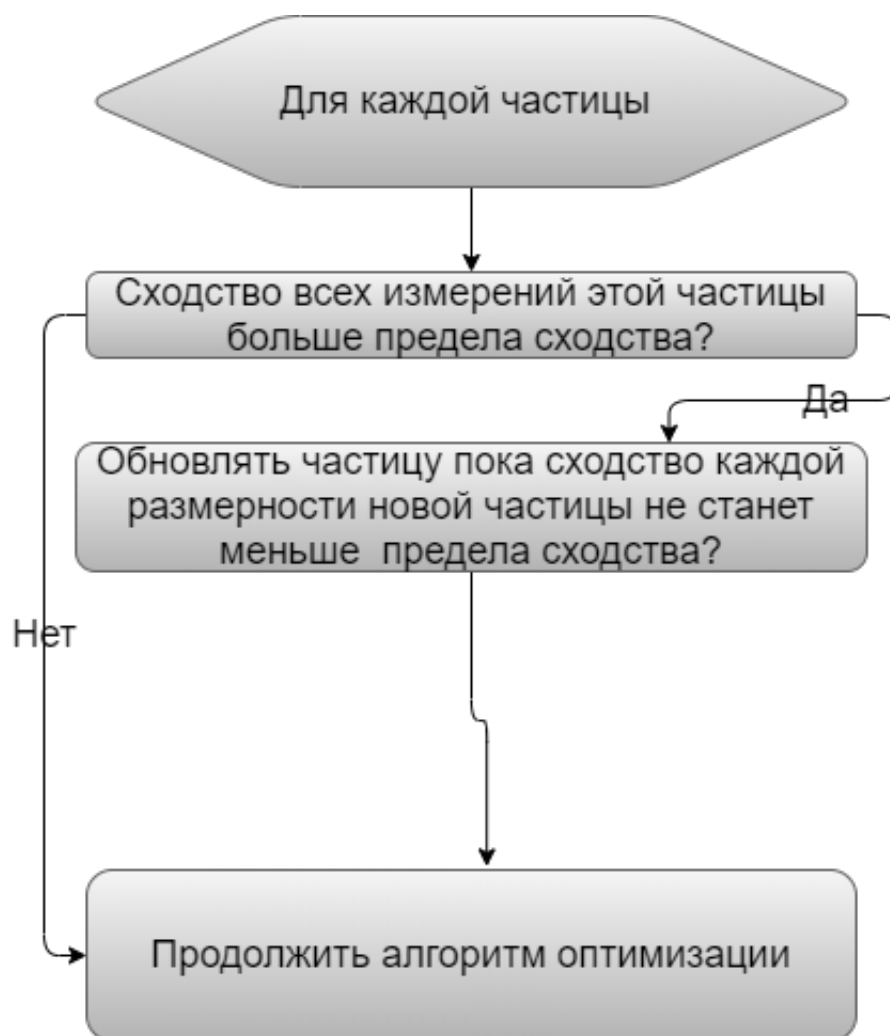 Для каждой частицы
Сходство всех измерений этой частицы
больше предела сходства?
Да
Обновлять частицу пока сходство каждой
размерности новой частицы не станет
меньше  предела сходства?
Нет
Продолжить алгоритм оптимизации